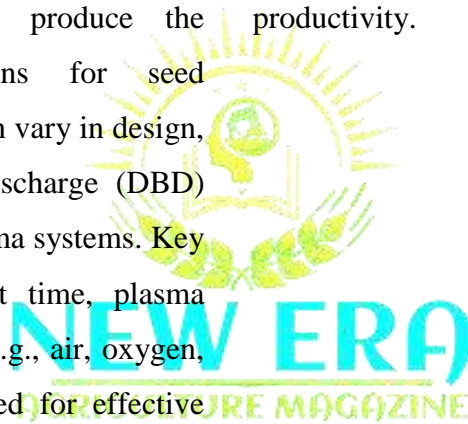 produce the productivity.
ns for seed
n vary in design,
scharge (DBD)
na systems. Key
t time, plasma
.g., air, oxygen,
ed for effective
NEW ERA
AGRICULTURE MAGAZINE